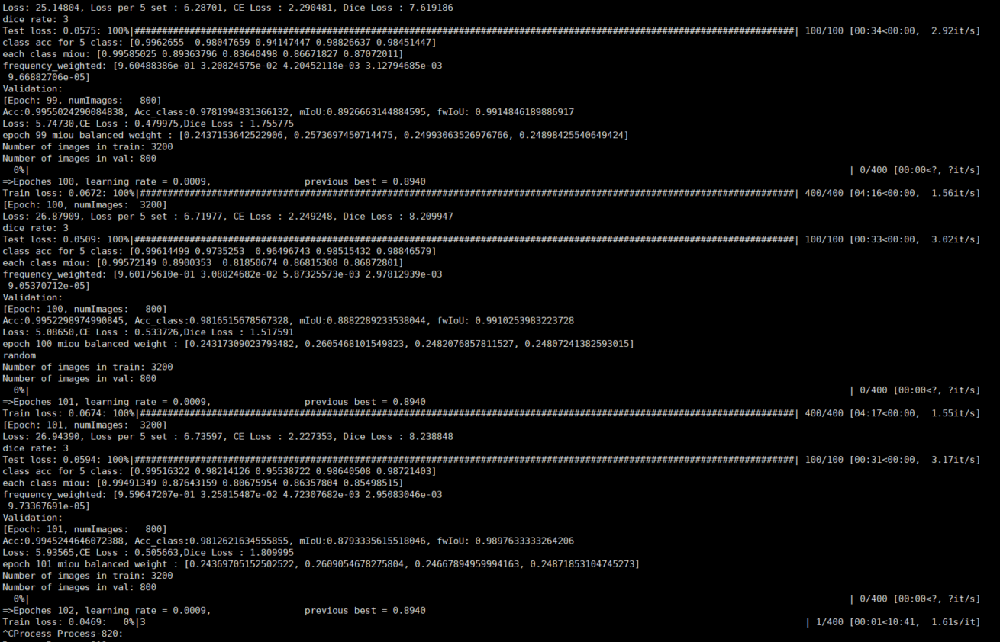 Loss: 25.14804, Loss per 5 set : 6.28701, CE Loss : 2.290481, Dice Loss : 7.619186
dice rate: 3
Test loss: 0.0575: 100%|########################################################################################################################| 100/100 [00:34<00:00,  2.92it/s]
class acc for 5 class: [0.9962655  0.98047659 0.94147447 0.98826637 0.98451447]
each class miou: [0.99585025 0.89363796 0.83640498 0.86671827 0.87072011]
frequency_weighted: [9.60488386e-01 3.20824575e-02 4.20452118e-03 3.12794685e-03
 9.66882706e-05]
Validation:
[Epoch: 99, numImages:   800]
Acc:0.9955024290084838, Acc_class:0.9781994831366132, mIoU:0.8926663144884595, fwIoU: 0.9914846189886917
Loss: 5.74730,CE Loss : 0.479975,Dice Loss : 1.755775
epoch 99 miou balanced weight : [0.2437153642522906, 0.2573697450714475, 0.24993063526976766, 0.24898425540649424]
Number of images in train: 3200
Number of images in val: 800
  0%|                                                                                                                                                     | 0/400 [00:00<?, ?it/s]
=>Epoches 100, learning rate = 0.0009,                 previous best = 0.8940
Train loss: 0.0672: 100%|#######################################################################################################################| 400/400 [04:16<00:00,  1.56it/s]
[Epoch: 100, numImages:  3200]
Loss: 26.87909, Loss per 5 set : 6.71977, CE Loss : 2.249248, Dice Loss : 8.209947
dice rate: 3
Test loss: 0.0509: 100%|########################################################################################################################| 100/100 [00:33<00:00,  3.02it/s]
class acc for 5 class: [0.99614499 0.9735253  0.96496743 0.98515432 0.98846579]
each class miou: [0.99572149 0.8900353  0.81850674 0.86815308 0.86872801]
frequency_weighted: [9.60175610e-01 3.08824682e-02 5.87325573e-03 2.97812939e-03
 9.05370712e-05]
Validation:
[Epoch: 100, numImages:   800]
Acc:0.9952298974990845, Acc_class:0.9816515678567328, mIoU:0.8882289233538044, fwIoU: 0.9910253983223728
Loss: 5.08650,CE Loss : 0.533726,Dice Loss : 1.517591
epoch 100 miou balanced weight : [0.24317309023793482, 0.2605468101549823, 0.2482076857811527, 0.24807241382593015]
random
Number of images in train: 3200
Number of images in val: 800
  0%|                                                                                                                                                     | 0/400 [00:00<?, ?it/s]
=>Epoches 101, learning rate = 0.0009,                 previous best = 0.8940
Train loss: 0.0674: 100%|#######################################################################################################################| 400/400 [04:17<00:00,  1.55it/s]
[Epoch: 101, numImages:  3200]
Loss: 26.94390, Loss per 5 set : 6.73597, CE Loss : 2.227353, Dice Loss : 8.238848
dice rate: 3
Test loss: 0.0594: 100%|########################################################################################################################| 100/100 [00:31<00:00,  3.17it/s]
class acc for 5 class: [0.99516322 0.98214126 0.95538722 0.98640508 0.98721403]
each class miou: [0.99491349 0.87643159 0.80675954 0.86357804 0.85498515]
frequency_weighted: [9.59647207e-01 3.25815487e-02 4.72307682e-03 2.95083046e-03
 9.73367691e-05]
Validation:
[Epoch: 101, numImages:   800]
Acc:0.9945244646072388, Acc_class:0.9812621634555855, mIoU:0.8793335615518046, fwIoU: 0.9897633333264206
Loss: 5.93565,CE Loss : 0.505663,Dice Loss : 1.809995
epoch 101 miou balanced weight : [0.24369705152502522, 0.2609054678275804, 0.24667894959994163, 0.24871853104745273]
Number of images in train: 3200
Number of images in val: 800
  0%|                                                                                                                                                     | 0/400 [00:00<?, ?it/s]
=>Epoches 102, learning rate = 0.0009,                 previous best = 0.8940
Train loss: 0.0469:   0%|3                                                                                                                        | 1/400 [00:01<10:41,  1.61s/it]
^CProcess Process-820: